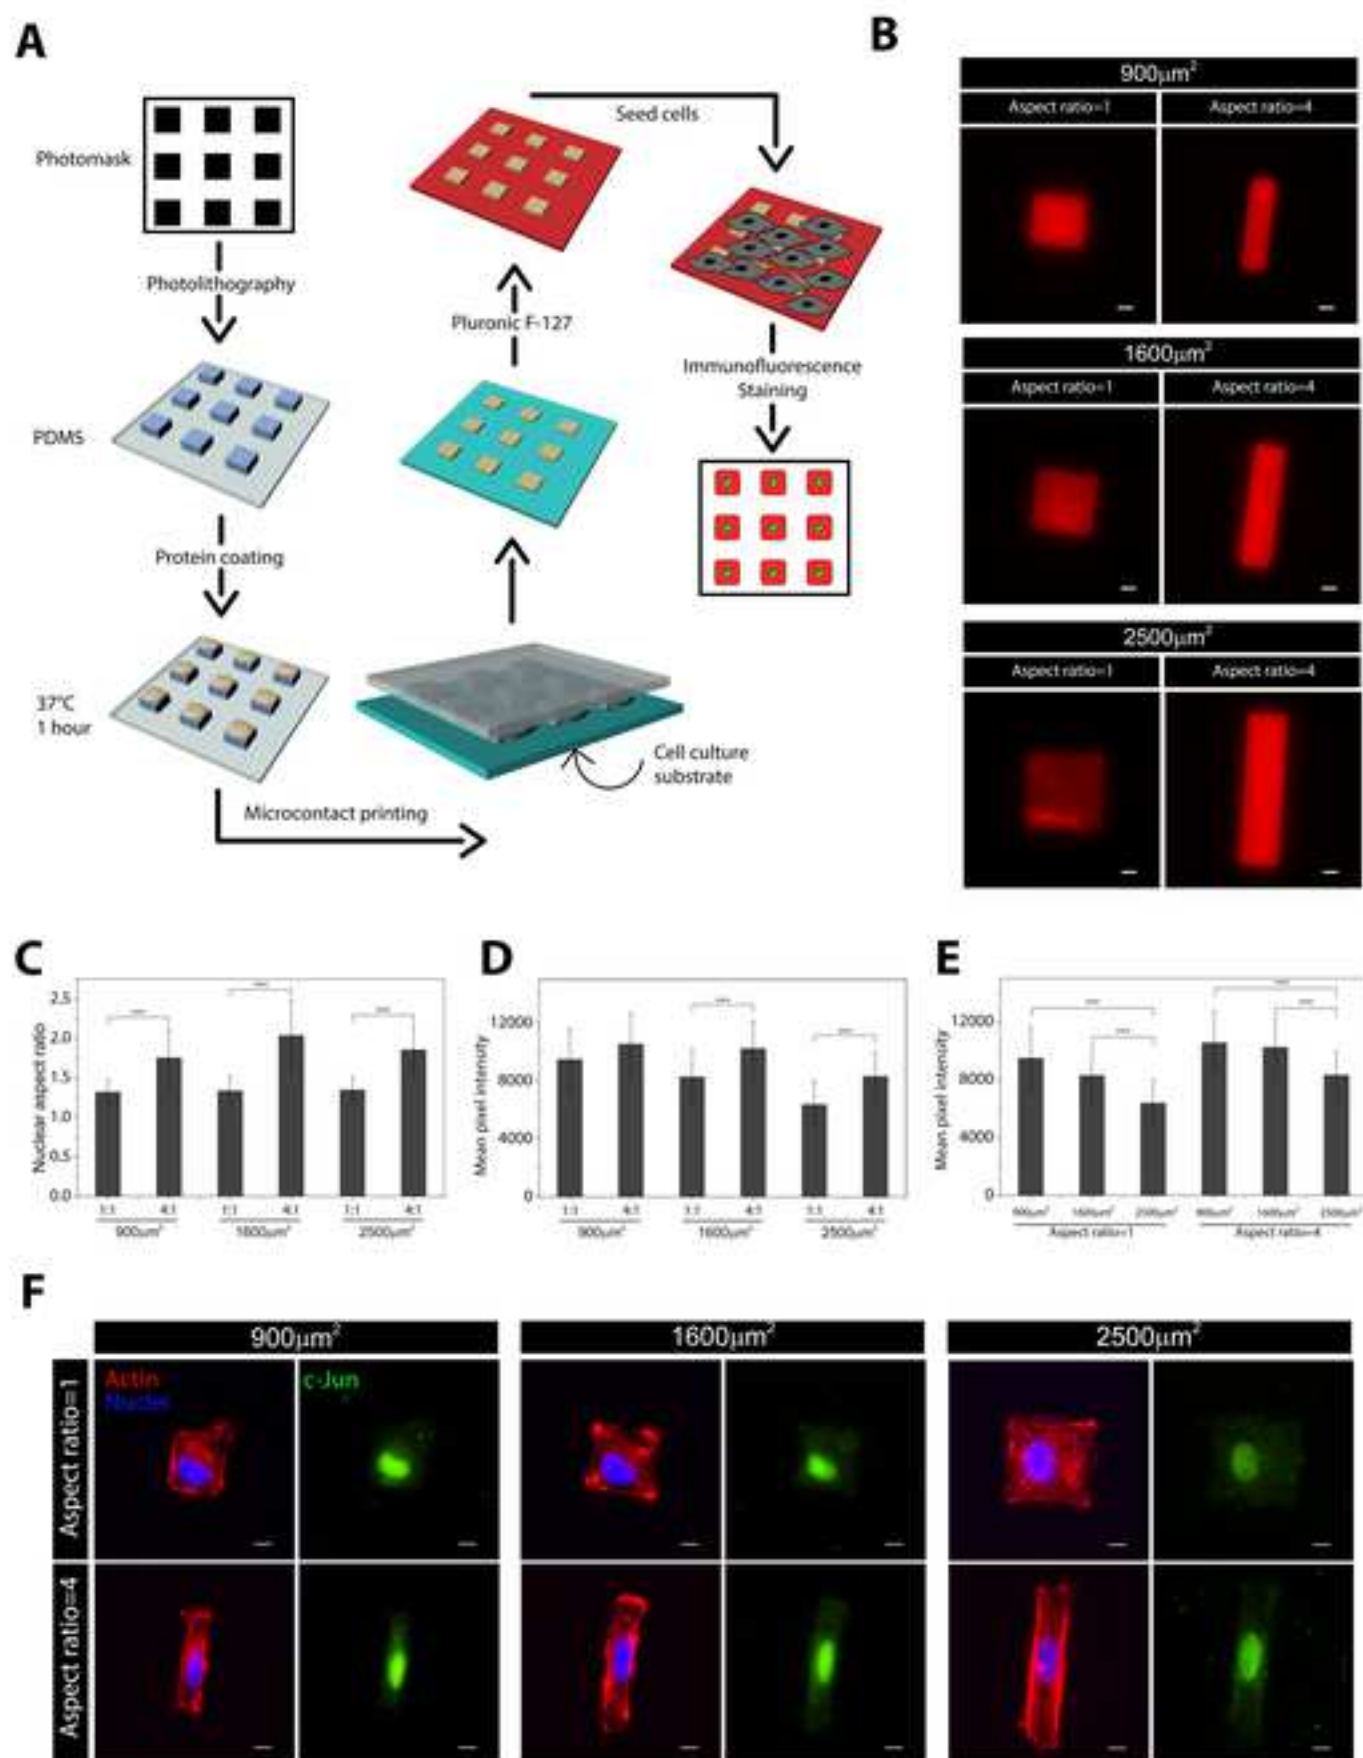 A
Photomask
Photolithography
PDMS
Protein coating
37°C
1 hour
Microcontact printing
Cell culture
substrate
Pluronic F-127
Seed cells
Immunofluorescence
Staining
B
900μm²
Aspect ratio=1
Aspect ratio=4
1600μm²
Aspect ratio=1
Aspect ratio=4
2500μm²
Aspect ratio=1
Aspect ratio=4
C
Nuclear aspect ratio
2.5
2.0
1.5
1.0
0.5
0.0
1:1 4:1 1:1 4:1 1:1 4:1
900μm² 1600μm² 2500μm²
D
Mean pixel intensity
12000
8000
4000
0
1:1 4:1 1:1 4:1 1:1 4:1
900μm² 1600μm² 2500μm²
E
Mean pixel intensity
12000
8000
4000
0
1600μm² 2500μm² 900μm² 1600μm² 2500μm²
Aspect ratio=1 Aspect ratio=4
F
900μm² 1600μm² 2500μm²
Aspect ratio=1
Actin
Nuclei
c-Jun
Aspect ratio=4